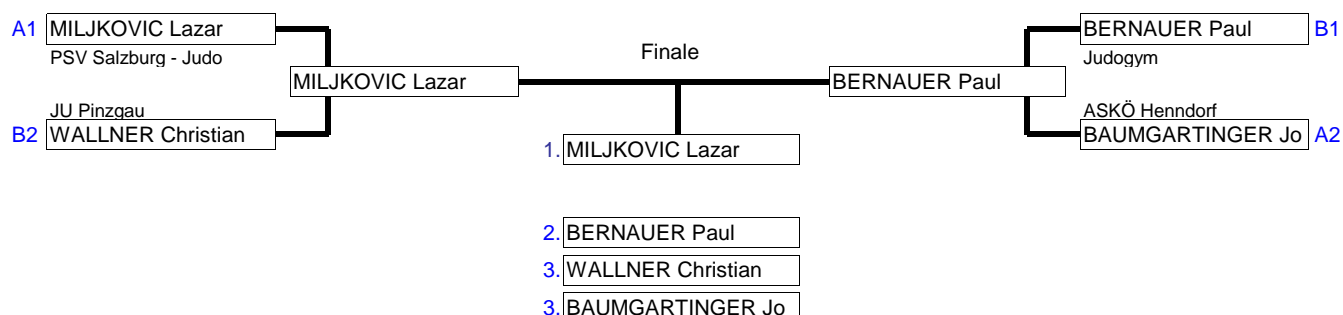 A1 MILJKOVIC Lazar
PSV Salzburg - Judo
MILJKOVIC Lazar
JU Pinzgau
B2 WALLNER Christian
Finale
1. MILJKOVIC Lazar
BERNAUER Paul B1
Judogym
BERNAUER Paul
ASKÖ Henndorf
BAUMGARTINGER Jo A2
2. BERNAUER Paul
3. WALLNER Christian
3. BAUMGARTINGER Jo